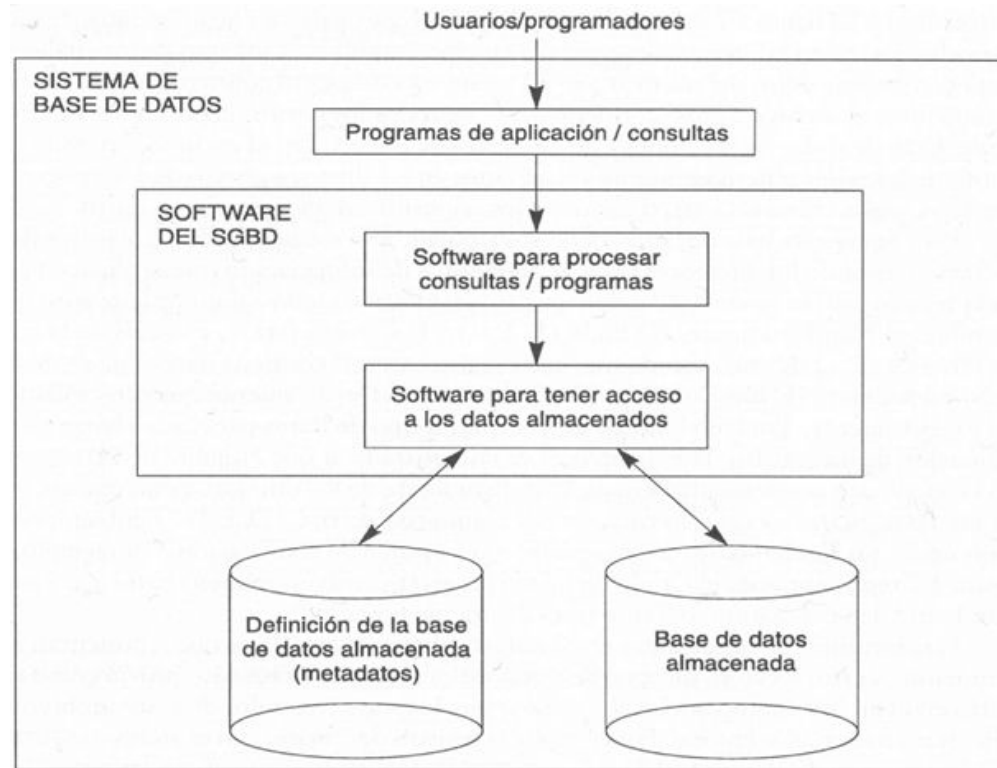 Usuarios/programadores
SISTEMA DE
BASE DE DATOS
Programas de aplicación / consultas
SOFTWARE
DEL SGBD
Software para procesar
consultas / programas
Software para tener acceso
a los datos almacenados
Definición de la base
de datos almacenada
(metadatos)
Base de datos
almacenada